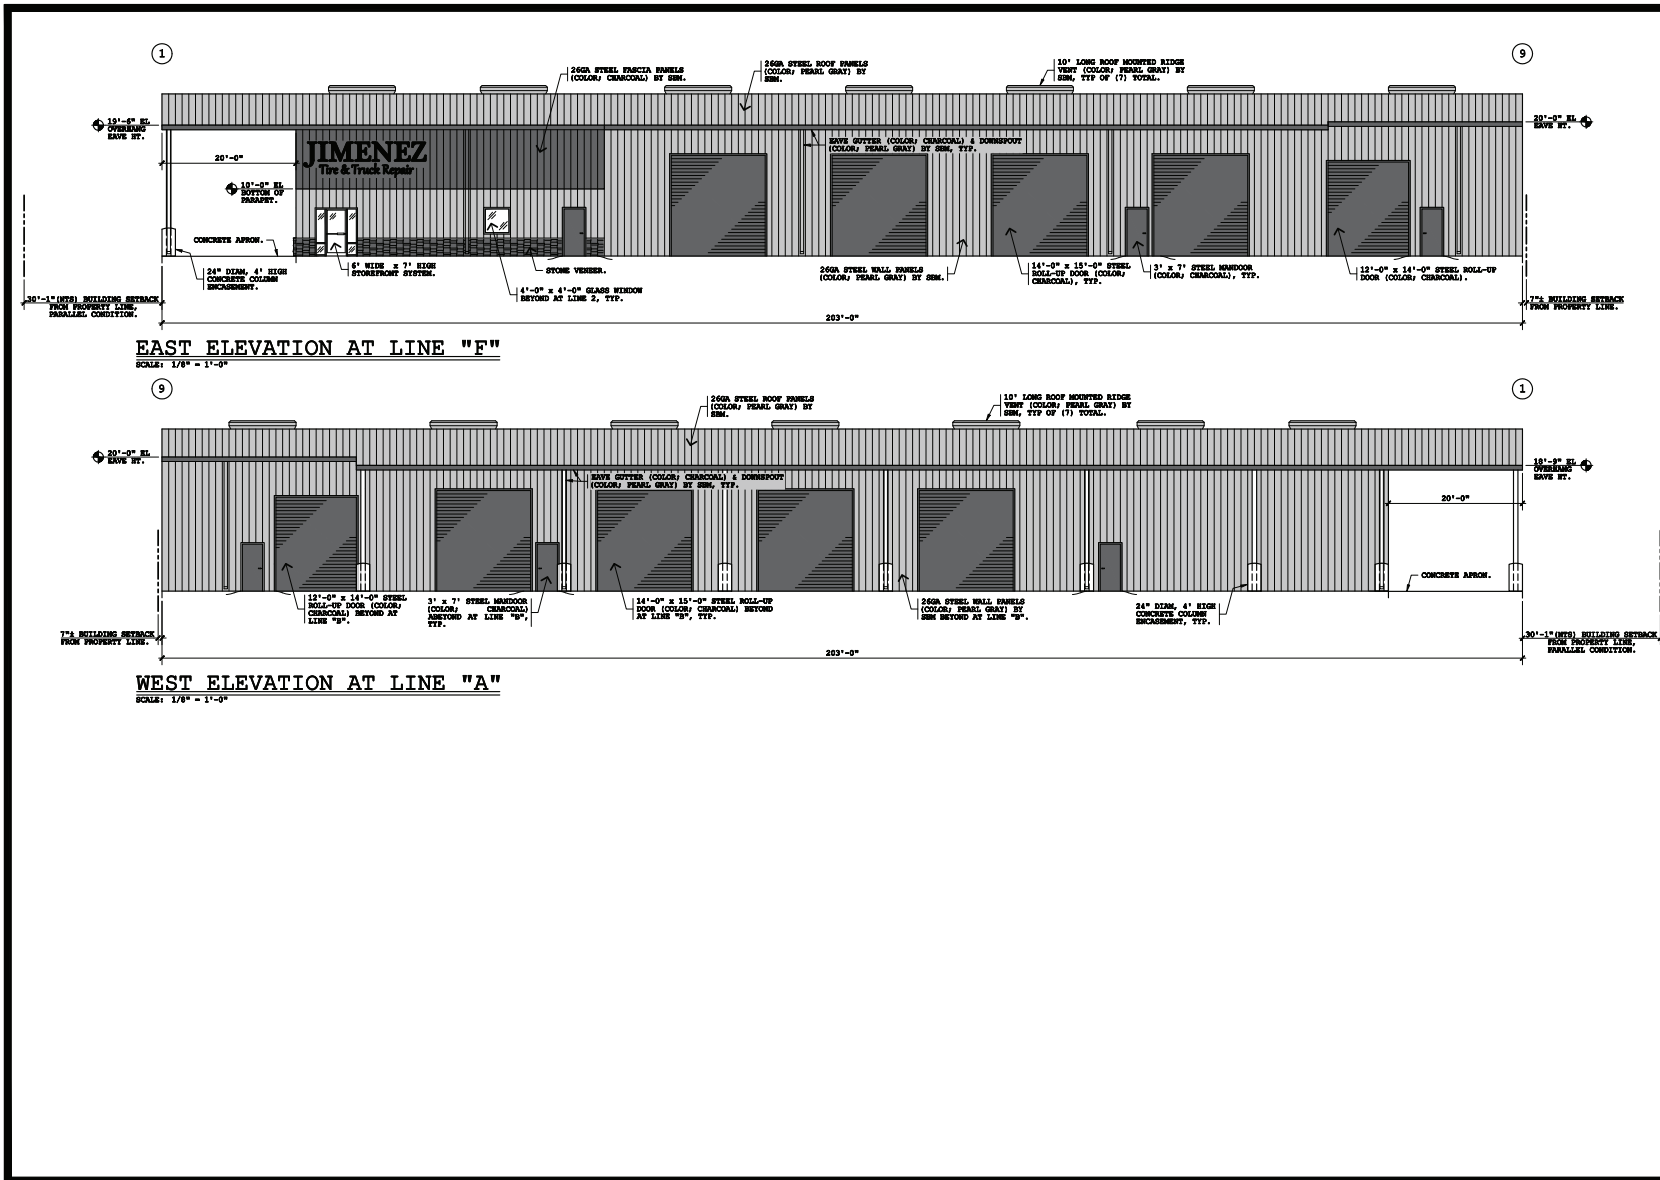 1
9
26GA STEEL FASCIA PANELS
(COLOR; CHARCOAL) BY SBM.
26GA STEEL ROOF PANELS
(COLOR; PEARL GRAY) BY
SBM.
10' LONG ROOF MOUNTED RIDGE
VENT (COLOR; PEARL GRAY) BY
SBM, TYP OF (7) TOTAL.
19'-6" EL
OVERHANG
EAVE HT.
20'-0" EL
EAVE HT.
20'-0"
JIMENEZ
Tire & Truck Repair
EAVE GUTTER (COLOR; CHARCOAL) & DOWNSPOUT
(COLOR; PEARL GRAY) BY SBM, TYP.
10'-0" EL
BOTTOM OF
PARAPET.
CONCRETE APRON.
24" DIAM, 4' HIGH
CONCRETE COLUMN
ENCASEMENT.
6' WIDE x 7' HIGH
STOREFRONT SYSTEM.
STONE VENEER.
4'-0" x 4'-0" GLASS WINDOW
BEYOND AT LINE 2, TYP.
26GA STEEL WALL PANELS
(COLOR; PEARL GRAY) BY SBM.
14'-0" x 15'-0" STEEL
ROLL-UP DOOR (COLOR;
CHARCOAL), TYP.
3' x 7' STEEL MANDOOR
(COLOR; CHARCOAL), TYP.
12'-0" x 14'-0" STEEL ROLL-UP
DOOR (COLOR; CHARCOAL).
30'-1"(NTS) BUILDING SETBACK
FROM PROPERTY LINE,
PARALLEL CONDITION.
7"± BUILDING SETBACK
FROM PROPERTY LINE.
203'-0"
EAST ELEVATION AT LINE "F"
SCALE: 1/8" = 1'-0"
9
1
26GA STEEL ROOF PANELS
(COLOR; PEARL GRAY) BY
SBM.
10' LONG ROOF MOUNTED RIDGE
VENT (COLOR; PEARL GRAY) BY
SBM, TYP OF (7) TOTAL.
20'-0" EL
EAVE HT.
18'-9" EL
OVERHANG
EAVE HT.
EAVE GUTTER (COLOR; CHARCOAL) & DOWNSPOUT
(COLOR; PEARL GRAY) BY SBM, TYP.
20'-0"
CONCRETE APRON.
12'-0" x 14'-0" STEEL
ROLL-UP DOOR (COLOR;
CHARCOAL) BEYOND AT
LINE "B".
3' x 7' STEEL MANDOOR
(COLOR; CHARCOAL)
ABEYOND AT LINE "B",
TYP.
14'-0" x 15'-0" STEEL ROLL-UP
DOOR (COLOR; CHARCOAL) BEYOND
AT LINE "B", TYP.
26GA STEEL WALL PANELS
(COLOR; PEARL GRAY) BY
SBM BEYOND AT LINE "B".
24" DIAM, 4' HIGH
CONCRETE COLUMN
ENCASEMENT, TYP.
7"± BUILDING SETBACK
FROM PROPERTY LINE.
30'-1"(NTS) BUILDING SETBACK
FROM PROPERTY LINE,
PARALLEL CONDITION.
203'-0"
WEST ELEVATION AT LINE "A"
SCALE: 1/8" = 1'-0"